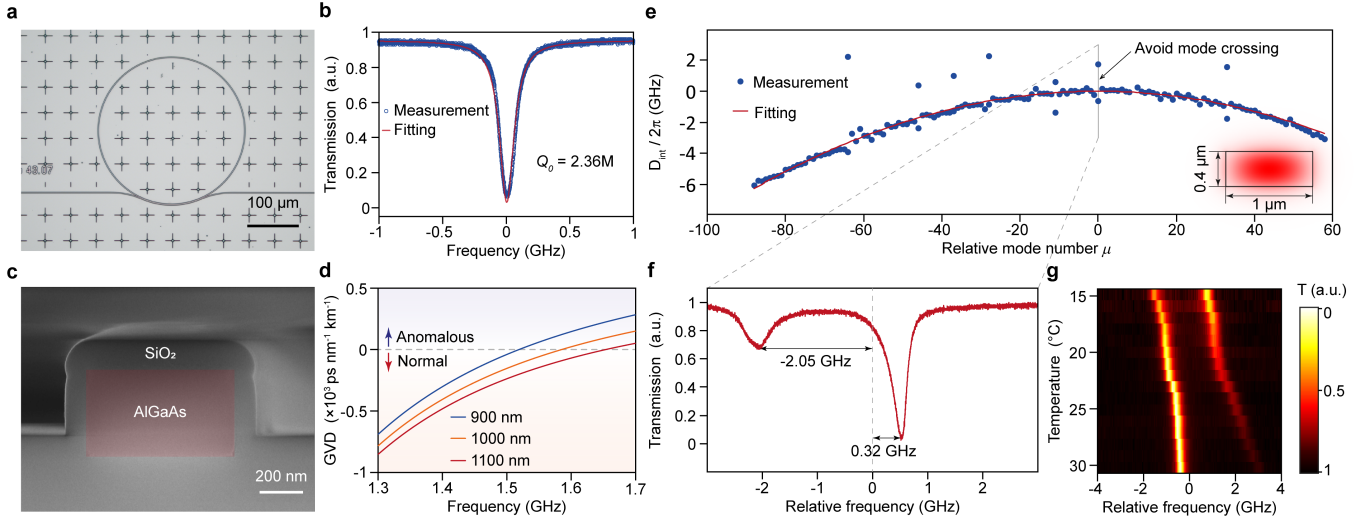 a
43.07
100 μm
b
Transmission (a.u.)
1
0.8
0.6
0.4
0.2
0
Measurement
Fitting
Q₀ = 2.36M
-1
-0.5
0
0.5
1
Frequency (GHz)
c
SiO₂
AlGaAs
200 nm
d
GVD (×10³ ps nm⁻¹ km⁻¹)
0.5
0
-0.5
-1
Anomalous
Normal
900 nm
1000 nm
1100 nm
1.3
1.4
1.5
1.6
1.7
Frequency (GHz)
e
D_int / 2π (GHz)
2
0
-2
-4
-6
Measurement
Fitting
Avoid mode crossing
0.4 μm
1 μm
-100
-80
-60
-40
-20
0
20
40
60
Relative mode number μ
f
Transmission (a.u.)
1
0.8
0.6
0.4
0.2
0
-2.05 GHz
0.32 GHz
-2
-1
0
1
2
Relative frequency (GHz)
g
Temperature (°C)
15
20
25
30
-4
-2
0
2
4
Relative frequency (GHz)
T (a.u.)
0
0.5
1